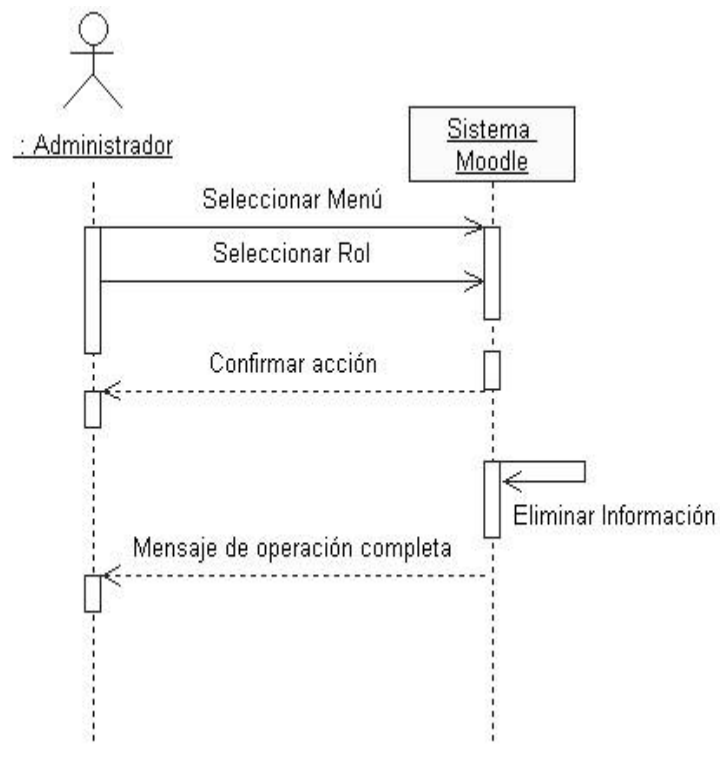 : Administrador
Sistema
Moodle
Seleccionar Menú
Seleccionar Rol
Confirmar acción
Eliminar Información
Mensaje de operación completa